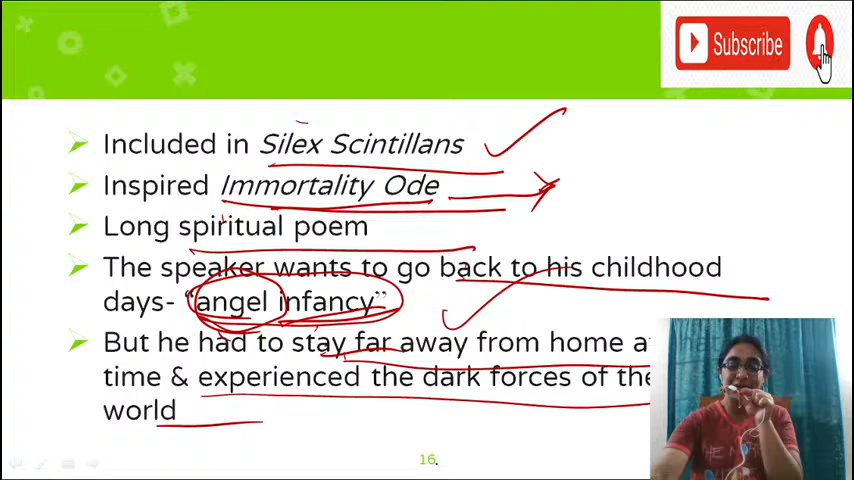 Subscribe
Included in Silex Scintillans
Inspired Immortality Ode
Long spiritual poem
The speaker wants to go back to his childhood
days- “angel infancy”
But he had to stay far away from home
time & experienced the dark forces of the
world
16